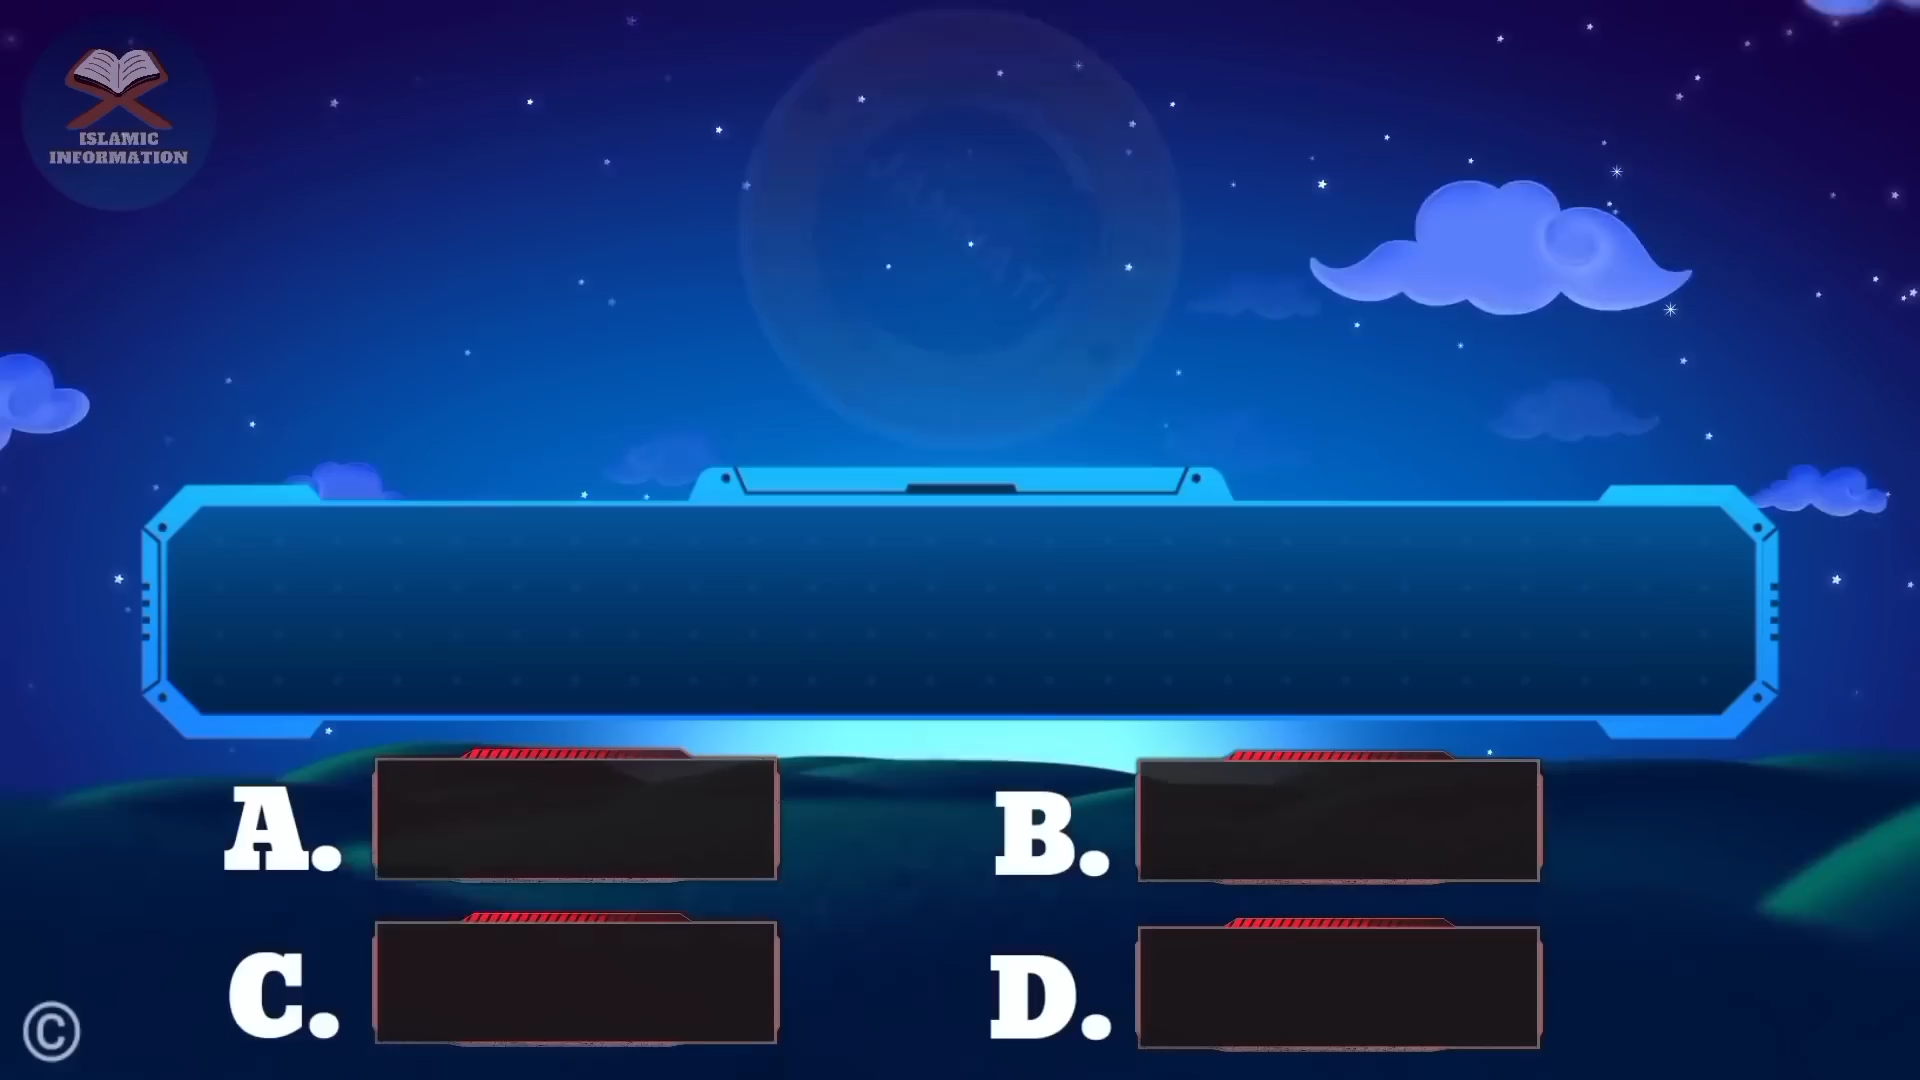 ISLAMIC
INFORMATION
A.
B.
C.
D.
©